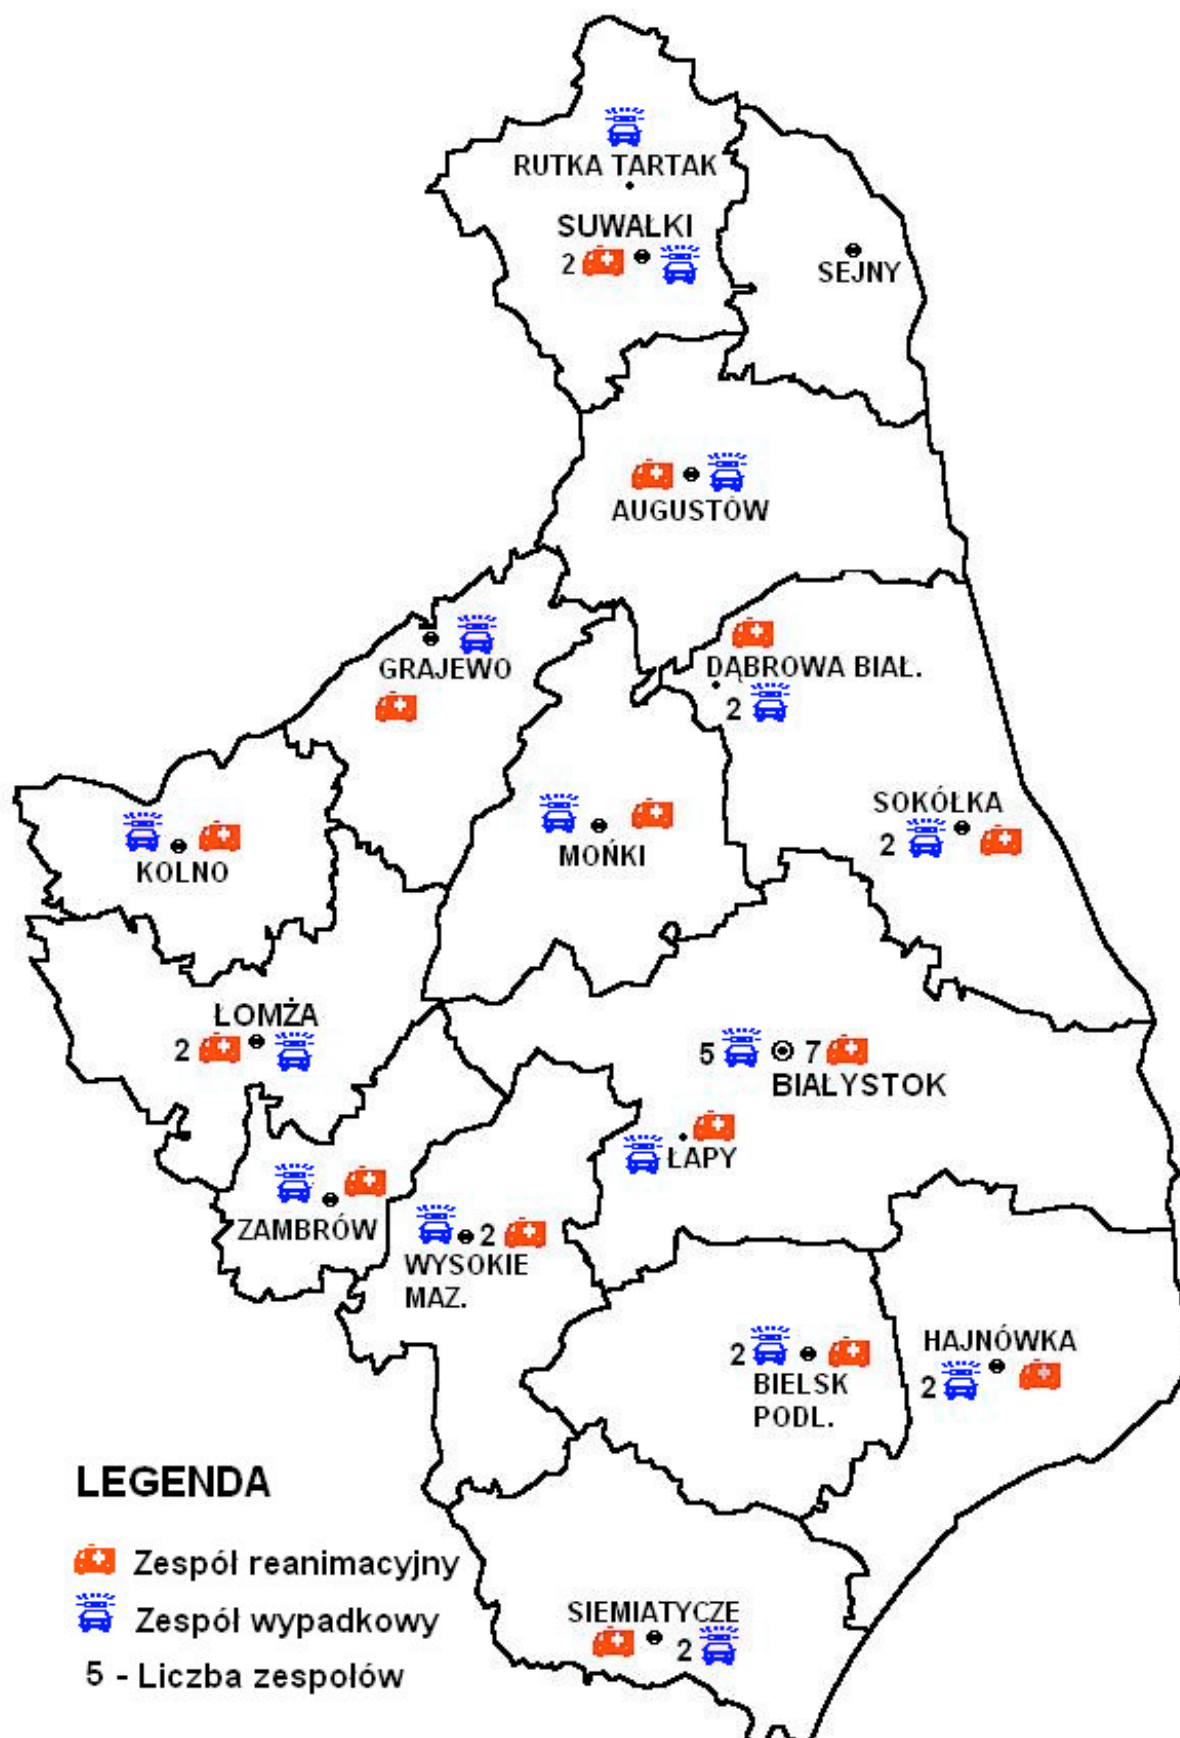 RUTKA TARTAK
SUWAŁKI
2
SEJNY
AUGUSTÓW
GRAJEWO
DĄBROWA BIAŁ.
2
SOKÓŁKA
2
KOLNO
MOŃKI
ŁOMŻA
2
5 7
BIAŁYSTOK
ŁAPY
ZAMBRÓW
2
WYSOKIE
MAZ.
2
BIELSK
PODL.
HAJNÓWKA
2
LEGENDA
Zespół reanimacyjny
Zespół wypadkowy
5 - Liczba zespołów
SIEMIATYCZE
2